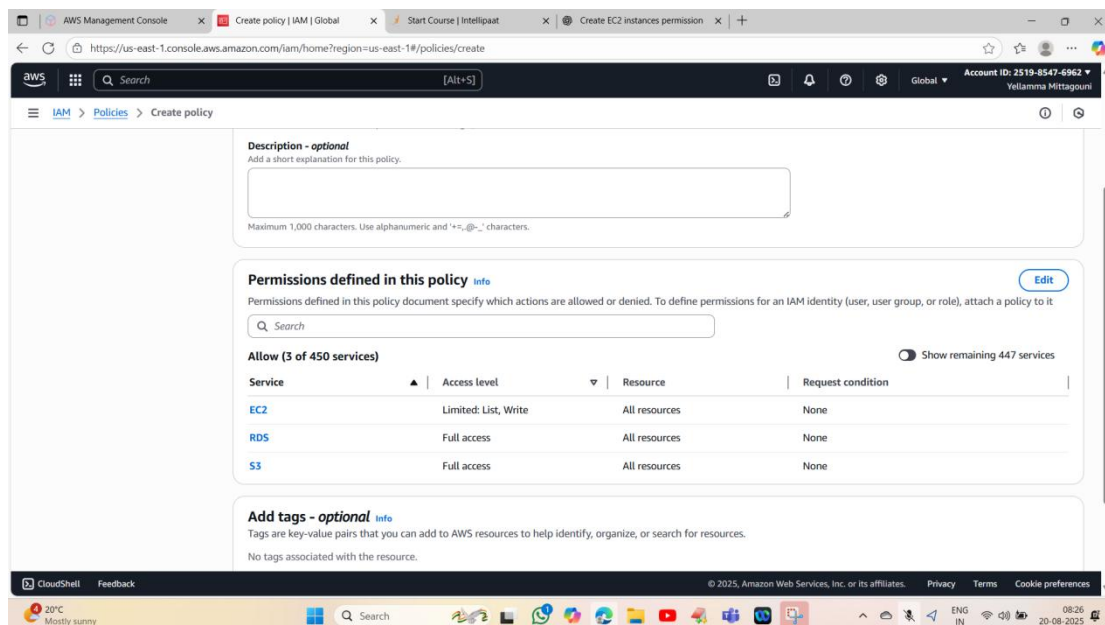 AWS Management Console
Create policy | IAM | Global
Start Course | Intellipaat
Create EC2 instances permission
https://us-east-1.console.aws.amazon.com/iam/home?region=us-east-1#/policies/create
aws
Search
[Alt+S]
Global
Account ID: 2519-8547-6962
Yellamma Mittagouni
IAM > Policies > Create policy
Description - optional
Add a short explanation for this policy.
Maximum 1,000 characters. Use alphanumeric and '+=,.@-_' characters.
Permissions defined in this policy Info
Edit
Permissions defined in this policy document specify which actions are allowed or denied. To define permissions for an IAM identity (user, user group, or role), attach a policy to it
Search
Allow (3 of 450 services)
Show remaining 447 services
Service Access level Resource Request condition
EC2 Limited: List, Write All resources None
RDS Full access All resources None
S3 Full access All resources None
Add tags - optional Info
Tags are key-value pairs that you can add to AWS resources to help identify, organize, or search for resources.
No tags associated with the resource.
CloudShell Feedback
© 2025, Amazon Web Services, Inc. or its affiliates. Privacy Terms Cookie preferences
20°C
Mostly sunny
Search
ENG
IN
08:26
20-08-2025